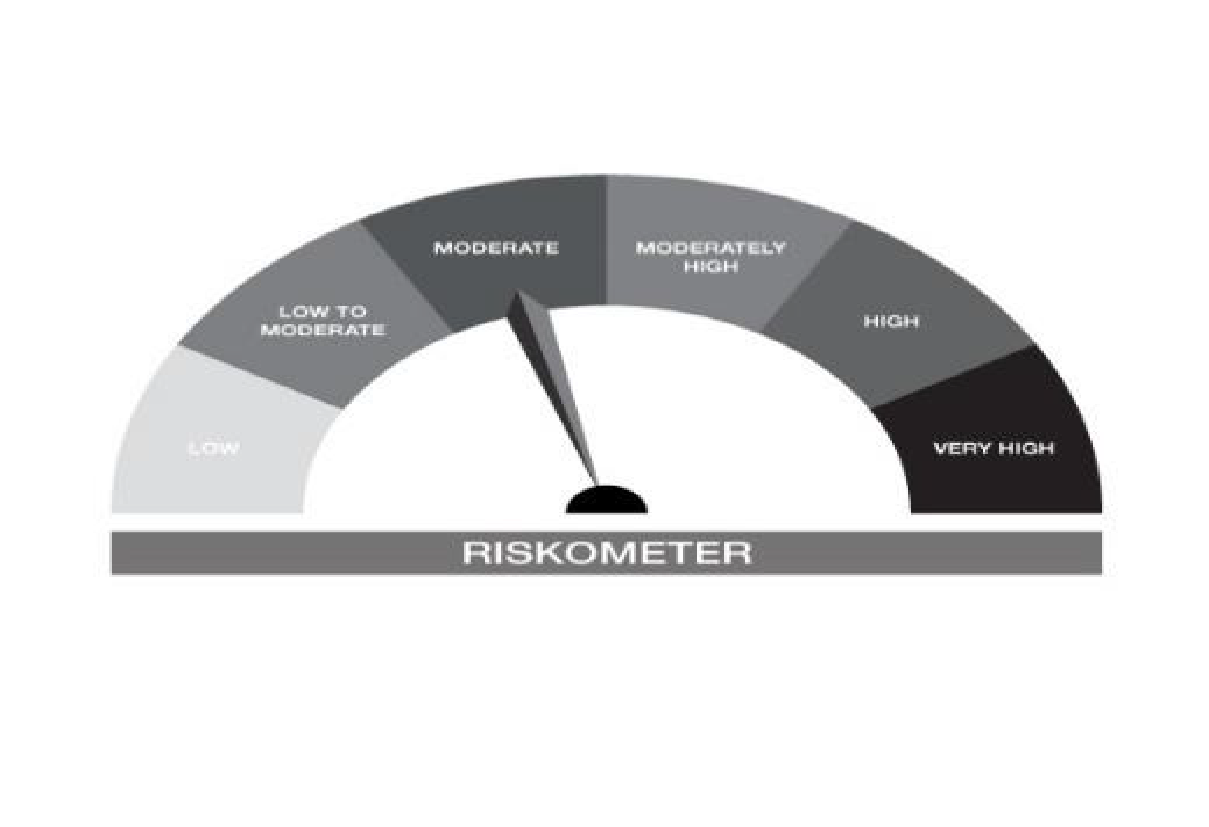 MODERATE
MODERATELY
HIGH
LOW TO
MODERATE
HIGH
LOW
VERY HIGH
RISKOMETER